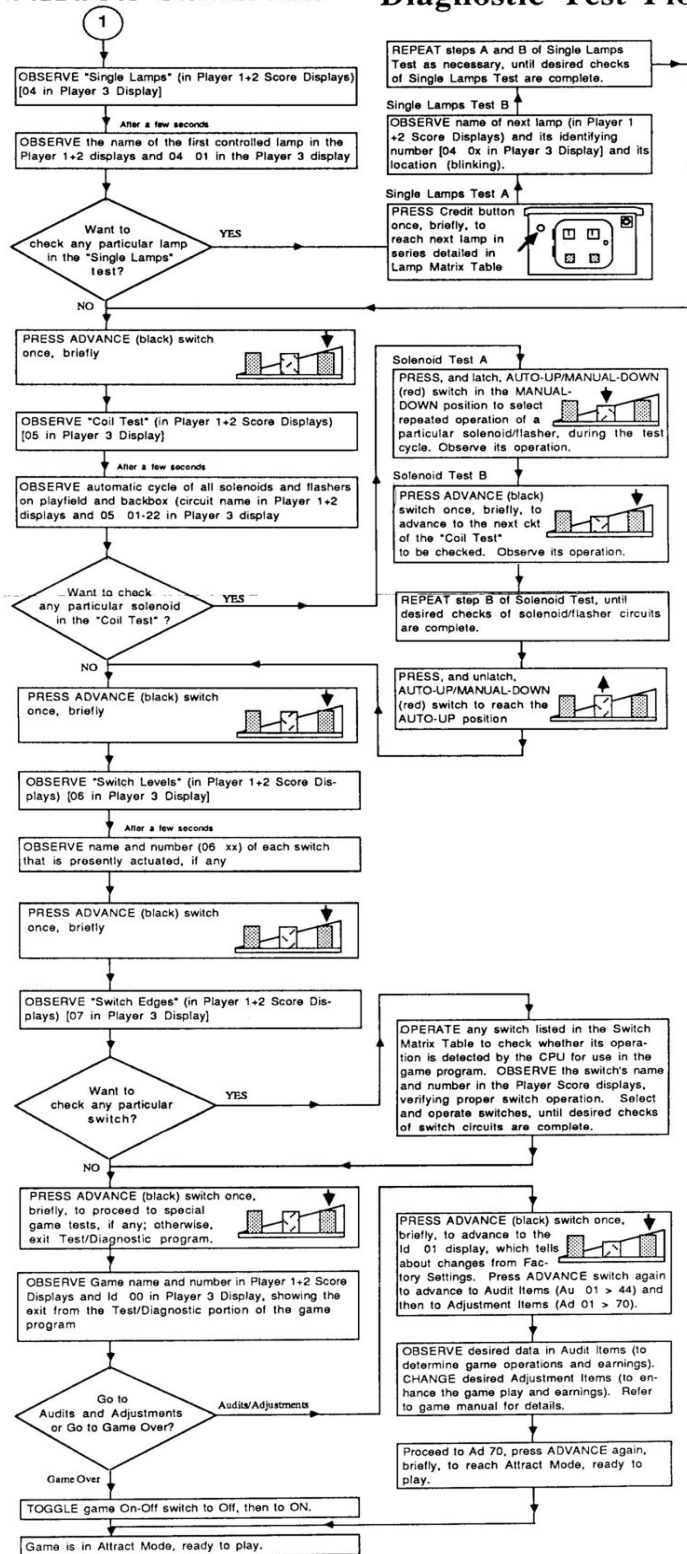 Diagnostic Test Flo
1
OBSERVE "Single Lamps" (in Player 1+2 Score Displays)
[04 in Player 3 Display]
After a few seconds
OBSERVE the name of the first controlled lamp in the
Player 1+2 displays and 04 01 in the Player 3 display
Want to
check any particular lamp
in the "Single Lamps"
test?
YES
NO
REPEAT steps A and B of Single Lamps
Test as necessary, until desired checks
of Single Lamps Test are complete.
Single Lamps Test B
OBSERVE name of next lamp (in Player 1
+2 Score Displays) and its identifying
number [04 0x in Player 3 Display] and its
location (blinking).
Single Lamps Test A
PRESS Credit button
once, briefly, to
reach next lamp in
series detailed in
Lamp Matrix Table
PRESS ADVANCE (black) switch
once, briefly
OBSERVE "Coil Test" (in Player 1+2 Score Displays)
[05 in Player 3 Display]
After a few seconds
OBSERVE automatic cycle of all solenoids and flashers
on playfield and backbox (circuit name in Player 1+2
displays and 05 01-22 in Player 3 display
Want to check
any particular solenoid
in the "Coil Test" ?
YES
NO
Solenoid Test A
PRESS, and latch, AUTO-UP/MANUAL-DOWN
(red) switch in the MANUAL-
DOWN position to select
repeated operation of a
particular solenoid/flasher, during the test
cycle. Observe its operation.
Solenoid Test B
PRESS ADVANCE (black)
switch once, briefly, to
advance to the next ckt
of the "Coil Test"
to be checked. Observe its operation.
REPEAT step B of Solenoid Test, until
desired checks of solenoid/flasher circuits
are complete.
PRESS, and unlatch,
AUTO-UP/MANUAL-DOWN
(red) switch to reach the
AUTO-UP position
PRESS ADVANCE (black) switch
once, briefly
OBSERVE "Switch Levels" (in Player 1+2 Score Dis-
plays) [06 in Player 3 Display]
After a few seconds
OBSERVE name and number (06 xx) of each switch
that is presently actuated, if any
PRESS ADVANCE (black) switch
once, briefly
OBSERVE "Switch Edges" (in Player 1+2 Score Dis-
plays) [07 in Player 3 Display]
Want to
check any particular
switch?
YES
NO
OPERATE any switch listed in the Switch
Matrix Table to check whether its opera-
tion is detected by the CPU for use in the
game program. OBSERVE the switch's name
and number in the Player Score displays,
verifying proper switch operation. Select
and operate switches, until desired checks
of switch circuits are complete.
PRESS ADVANCE (black) switch once,
briefly, to proceed to special
game tests, if any; otherwise,
exit Test/Diagnostic program.
OBSERVE Game name and number in Player 1+2 Score
Displays and Id 00 in Player 3 Display, showing the
exit from the Test/Diagnostic portion of the game
program
Go to
Audits and Adjustments
or Go to Game Over?
Audits/Adjustments
Game Over
PRESS ADVANCE (black) switch once,
briefly, to advance to the
Id 01 display, which tells
about changes from Fac-
tory Settings. Press ADVANCE switch again
to advance to Audit Items (Au 01 > 44) and
then to Adjustment Items (Ad 01 > 70).
OBSERVE desired data in Audit Items (to
determine game operations and earnings).
CHANGE desired Adjustment Items (to en-
hance the game play and earnings). Refer
to game manual for details.
Proceed to Ad 70, press ADVANCE again,
briefly, to reach Attract Mode, ready to
play.
TOGGLE game On-Off switch to Off, then to ON.
Game is in Attract Mode, ready to play.